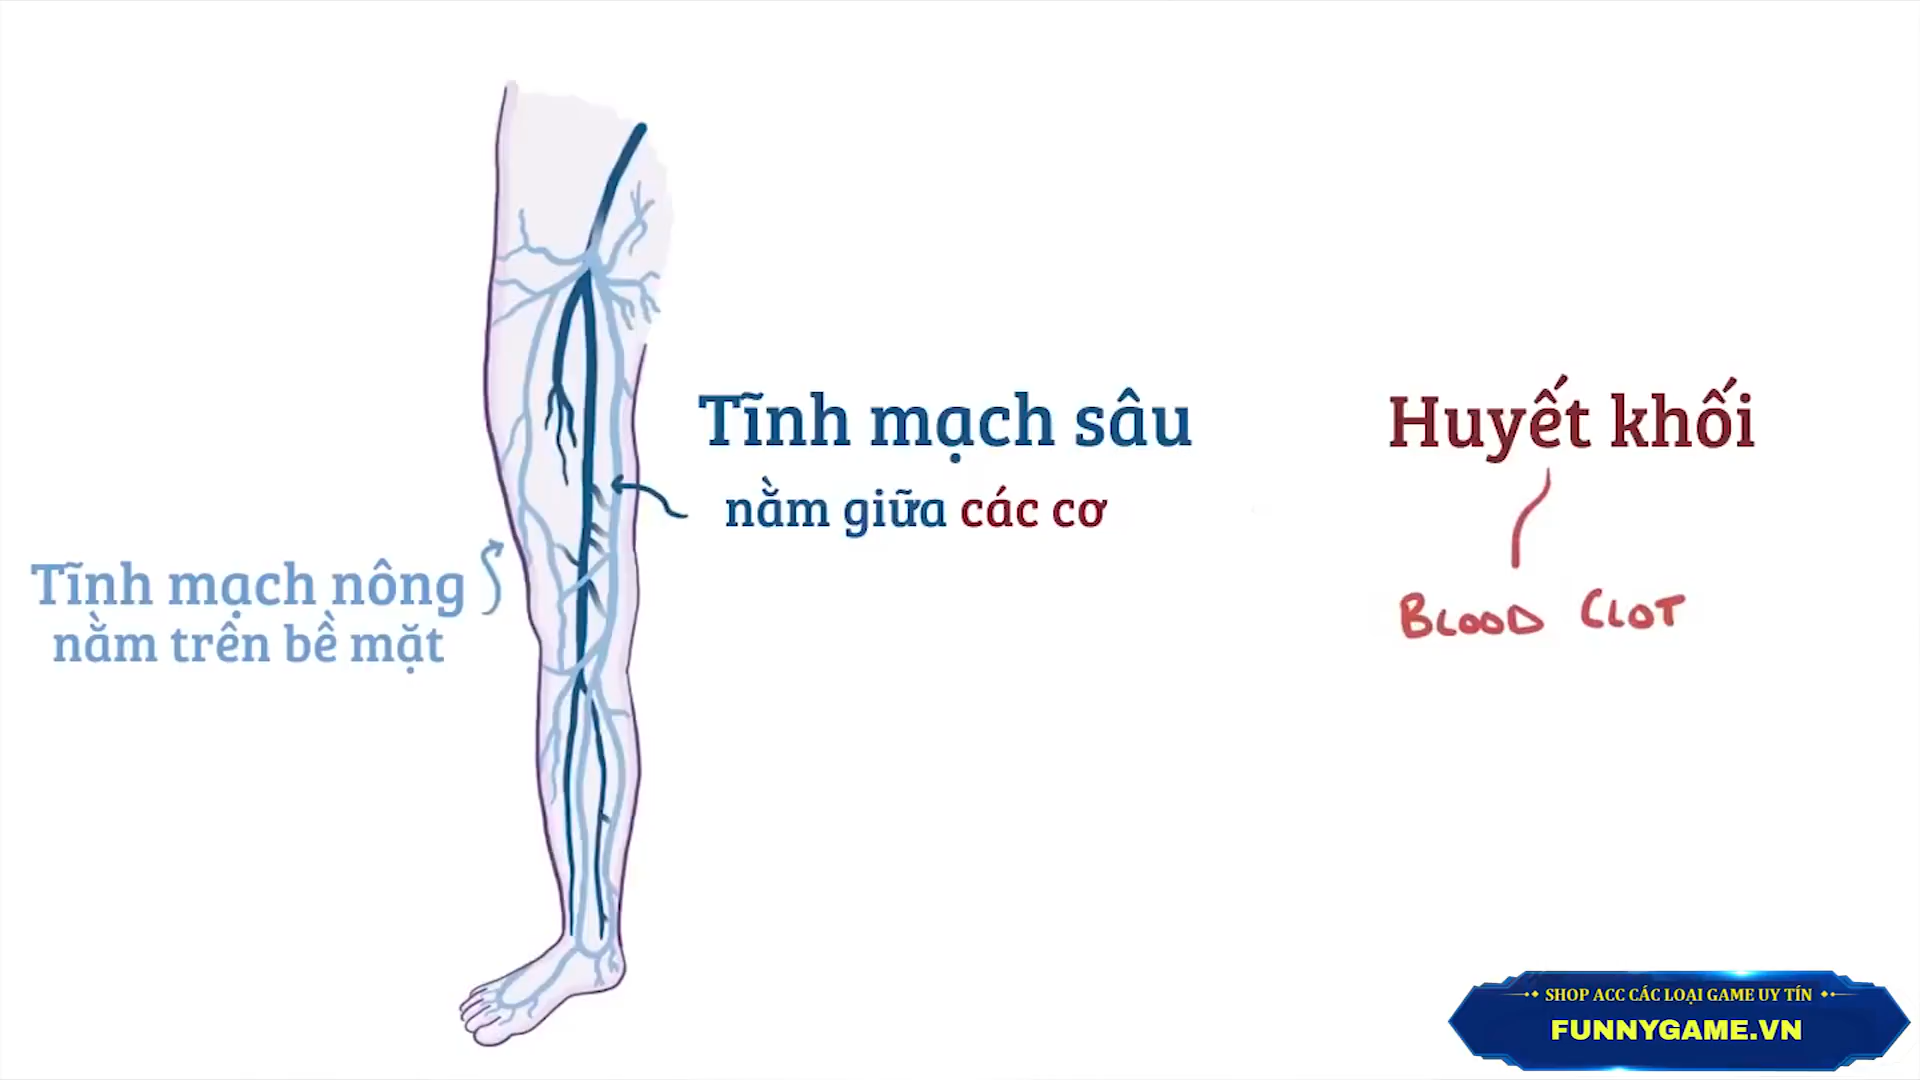 Tĩnh mạch sâu
nằm giữa các cơ
Tĩnh mạch nông
nằm trên bề mặt
Huyết khối
BLOOD CLOT
SHOP ACC CÁC LOẠI GAME UY TÍN
FUNNYGAME.VN